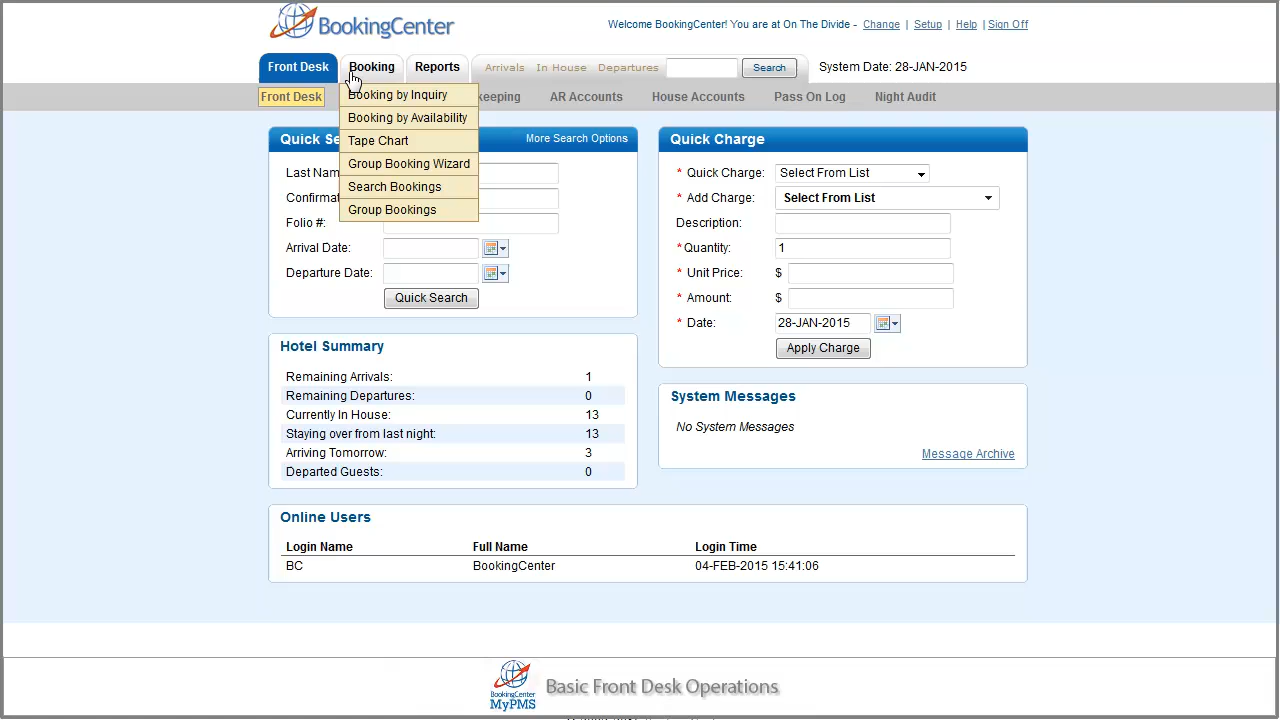 BookingCenter
Welcome BookingCenter! You are at On The Divide - Change | Setup | Help | Sign Off
Front Desk Booking Reports Arrivals In House Departures Search System Date: 28-JAN-2015
Front Desk keeping AR Accounts House Accounts Pass On Log Night Audit
Booking by Inquiry
Booking by Availability
Tape Chart
Group Booking Wizard
Search Bookings
Group Bookings
Quick Se More Search Options
Last Nam
Confirmat
Folio #:
Arrival Date:
Departure Date:
Quick Search
Quick Charge
* Quick Charge: Select From List
* Add Charge: Select From List
Description:
*Quantity: 1
* Unit Price: $
* Amount: $
* Date: 28-JAN-2015
Apply Charge
Hotel Summary
Remaining Arrivals: 1
Remaining Departures: 0
Currently In House: 13
Staying over from last night: 13
Arriving Tomorrow: 3
Departed Guests: 0
System Messages
No System Messages
Message Archive
Online Users
Login Name Full Name Login Time
BC BookingCenter 04-FEB-2015 15:41:06
BookingCenter
MyPMS
Basic Front Desk Operations